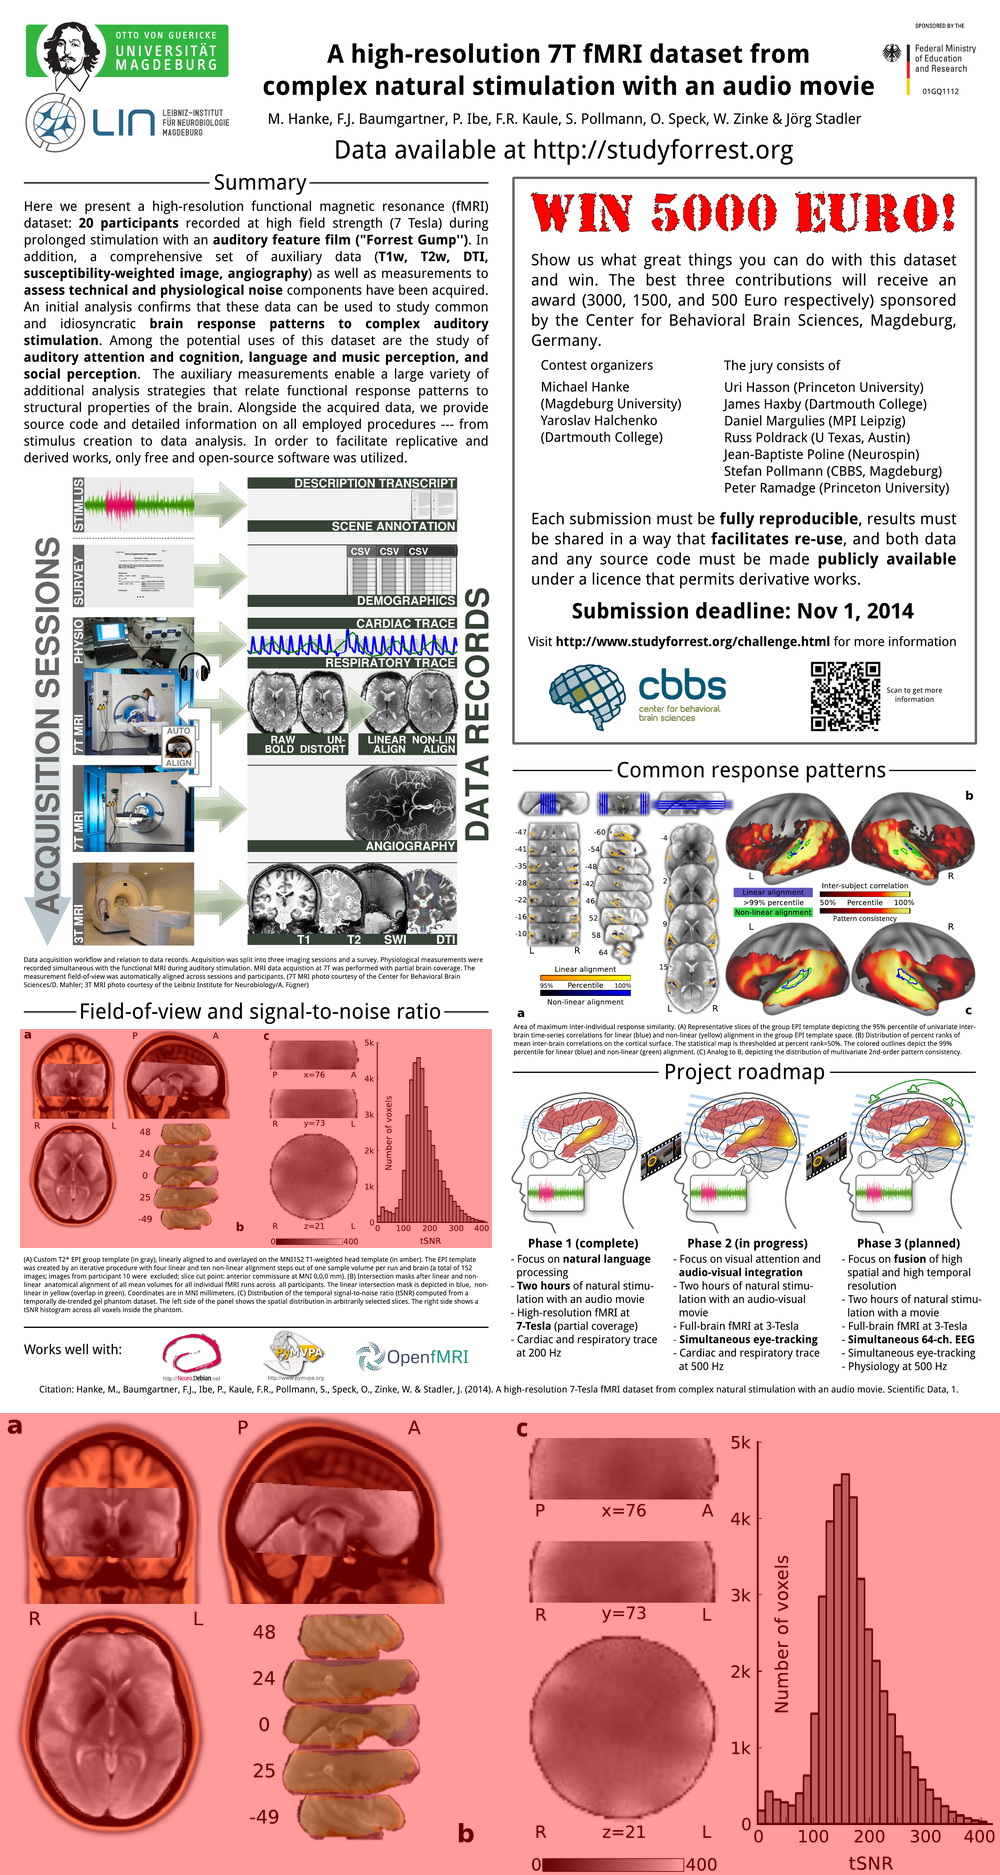 OTTO VON GUERICKE
UNIVERSITÄT
MAGDEBURG
LIN
LEIBNIZ-INSTITUT
FÜR NEUROBIOLOGIE
MAGDEBURG
A high-resolution 7T fMRI dataset from
complex natural stimulation with an audio movie
M. Hanke, F.J. Baumgartner, P. Ibe, F.R. Kaule, S. Pollmann, O. Speck, W. Zinke & Jörg Stadler
Data available at http://studyforrest.org
SPONSORED BY THE
Federal Ministry
of Education
and Research
01GQ1112
Summary
Here we present a high-resolution functional magnetic resonance (fMRI)
dataset: 20 participants recorded at high field strength (7 Tesla) during
prolonged stimulation with an auditory feature film ("Forrest Gump''). In
addition, a comprehensive set of auxiliary data (T1w, T2w, DTI,
susceptibility-weighted image, angiography) as well as measurements to
assess technical and physiological noise components have been acquired.
An initial analysis confirms that these data can be used to study common
and idiosyncratic brain response patterns to complex auditory
stimulation. Among the potential uses of this dataset are the study of
auditory attention and cognition, language and music perception, and
social perception. The auxiliary measurements enable a large variety of
additional analysis strategies that relate functional response patterns to
structural properties of the brain. Alongside the acquired data, we provide
source code and detailed information on all employed procedures --- from
stimulus creation to data analysis. In order to facilitate replicative and
derived works, only free and open-source software was utilized.
ACQUISITION SESSIONS
DATA RECORDS
STIMLUS
DESCRIPTION TRANSCRIPT
SCENE ANNOTATION
SURVEY
CSV CSV CSV
DEMOGRAPHICS
PHYSIO
CARDIAC TRACE
RESPIRATORY TRACE
7T MRI
AUTO
ALIGN
RAW BOLD
UN-DISTORT
LINEAR ALIGN
NON-LIN ALIGN
7T MRI
ANGIOGRAPHY
3T MRI
T1 T2 SWI DTI
Data acquisition workflow and relation to data records. Acquisition was split into three imaging sessions and a survey. Physiological measurements were
recorded simultaneous with the functional MRI during auditory stimulation. MRI data acquisition at 7T was performed with partial brain coverage. The
measurement field-of-view was automatically aligned across sessions and participants. (7T MRI photo courtesy of the Center for Behavioral Brain
Sciences/D. Mahler; 3T MRI photo courtesy of the Leibniz Institute for Neurobiology/A. Fügner)
Field-of-view and signal-to-noise ratio
a
P A
R L
48
24
0
25
-49
b
c
P x=76 A
R y=73 L
R z=21 L
0 400
5k
4k
3k
2k
1k
0
Number of voxels
0 100 200 300 400
tSNR
(A) Custom T2* EPI group template (in gray), linearly aligned to and overlayed on the MNI152 T1-weighted head template (in amber). The EPI template
was created by an iterative procedure with four linear and ten non-linear alignment steps out of one sample volume per run and brain (a total of 152
images; images from participant 10 were excluded; slice cut point: anterior commissure at MNI 0,0,0 mm). (B) Intersection masks after linear and non-
linear anatomical alignment of all mean volumes for all individual fMRI runs across all participants. The linear intersection mask is depicted in blue, non-
linear in yellow (overlap in green). Coordinates are in MNI millimeters. (C) Distribution of the temporal signal-to-noise ratio (tSNR) computed from a
temporally de-trended gel phantom dataset. The left side of the panel shows the spatial distribution in arbitrarily selected slices. The right side shows a
tSNR histogram across all voxels inside the phantom.
Works well with:
http://Neuro.Debian.net
PyMVPA
http://www.pymvpa.org
OpenfMRI
WIN 5000 EURO!
Show us what great things you can do with this dataset
and win. The best three contributions will receive an
award (3000, 1500, and 500 Euro respectively) sponsored
by the Center for Behavioral Brain Sciences, Magdeburg,
Germany.
Contest organizers
Michael Hanke
(Magdeburg University)
Yaroslav Halchenko
(Dartmouth College)
The jury consists of
Uri Hasson (Princeton University)
James Haxby (Dartmouth College)
Daniel Margulies (MPI Leipzig)
Russ Poldrack (U Texas, Austin)
Jean-Baptiste Poline (Neurospin)
Stefan Pollmann (CBBS, Magdeburg)
Peter Ramadge (Princeton University)
Each submission must be fully reproducible, results must
be shared in a way that facilitates re-use, and both data
and any source code must be made publicly available
under a licence that permits derivative works.
Submission deadline: Nov 1, 2014
Visit http://www.studyforrest.org/challenge.html for more information
cbbs
center for behavioral
brain sciences
Scan to get more
information
Common response patterns
-47
-41
-35
-28
-22
-16
-10
L R
-60
-54
-48
-42
46
52
58
64
-4
2
9
15
L R
Linear alignment
95% Percentile 100%
Non-linear alignment
a
b
L R
Linear alignment
>99% percentile
Non-linear alignment
Inter-subject correlation
50% Percentile 100%
Pattern consistency
L R
c
Area of maximum inter-individual response similarity. (A) Representative slices of the group EPI template depicting the 95% percentile of univariate inter-
brain time-series correlations for linear (blue) and non-linear (yellow) alignment in the group EPI template space. (B) Distribution of percent ranks of
mean inter-brain correlations on the cortical surface. The statistical map is thresholded at percent rank=50%. The colored outlines depict the 99%
percentile for linear (blue) and non-linear (green) alignment. (C) Analog to B, depicting the distribution of multivariate 2nd-order pattern consistency.
Project roadmap
Phase 1 (complete)
- Focus on natural language
processing
- Two hours of natural stimu-
lation with an audio movie
- High-resolution fMRI at
7-Tesla (partial coverage)
- Cardiac and respiratory trace
at 200 Hz
Phase 2 (in progress)
- Focus on visual attention and
audio-visual integration
- Two hours of natural stimu-
lation with an audio-visual
movie
- Full-brain fMRI at 3-Tesla
- Simultaneous eye-tracking
- Cardiac and respiratory trace
at 500 Hz
Phase 3 (planned)
- Focus on fusion of high
spatial and high temporal
resolution
- Two hours of natural stimu-
lation with a movie
- Full-brain fMRI at 3-Tesla
- Simultaneous 64-ch. EEG
- Simultaneous eye-tracking
- Physiology at 500 Hz
Citation: Hanke, M., Baumgartner, F.J., Ibe, P., Kaule, F.R., Pollmann, S., Speck, O., Zinke, W. & Stadler, J. (2014). A high-resolution 7-Tesla fMRI dataset from complex natural stimulation with an audio movie. Scientific Data, 1.
a
P A
R L
48
24
0
25
-49
b
c
P x=76 A
R y=73 L
R z=21 L
0 400
5k
4k
3k
2k
1k
0
Number of voxels
0 100 200 300 400
tSNR